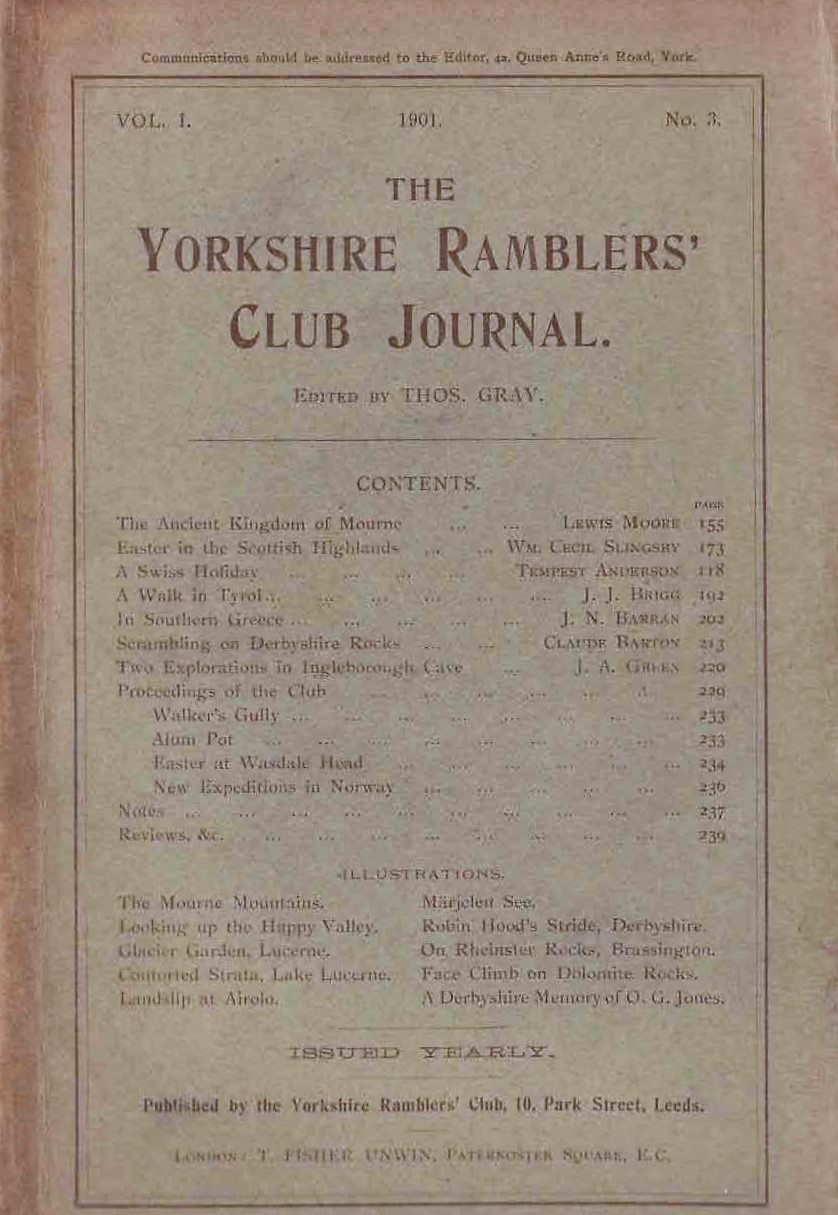 Communications should be addressed to the Editor, 4a, Queen Anne's Road, York.
VOL. I. 1901. No. 3.
THE
YORKSHIRE RAMBLERS'
CLUB JOURNAL.
EDITED BY THOS. GRAY.
CONTENTS.
PAGE
The Ancient Kingdom of Mourne ... ... LEWIS MOORE 155
Easter in the Scottish Highlands ... ... WM. CECIL SLINGSBY 173
A Swiss Holiday ... ... ... ... TEMPEST ANDERSON 118
A Walk in Tyrol ... ... ... ... ... ... J. J. BRIGG 192
In Southern Greece ... ... ... ... ... J. N. BARRAN 202
Scrambling on Derbyshire Rocks ... ... CLAUDE BARTON 213
Two Explorations in Ingleborough Cave ... J. A. GREEN 220
Proceedings of the Club ... ... ... ... ... ... 229
Walker's Gully ... ... ... ... ... ... ... ... 233
Alum Pot ... ... ... ... ... ... ... ... 233
Easter at Wasdale Head ... ... ... ... ... ... 234
New Expeditions in Norway ... ... ... ... ... 236
Notes ... ... ... ... ... ... ... ... ... ... 237
Reviews, &c. ... ... ... ... ... ... ... ... 239
ILLUSTRATIONS.
The Mourne Mountains. Märjelen See.
Looking up the Happy Valley. Robin Hood's Stride, Derbyshire.
Glacier Garden, Lucerne. On Rheinster Rocks, Brassington.
Contorted Strata, Lake Lucerne. Face Climb on Dolomite Rocks.
Landslip at Airolo. A Derbyshire Memory of O. G. Jones.
ISSUED YEARLY.
Published by the Yorkshire Ramblers' Club, 10, Park Street, Leeds.
LONDON: T. FISHER UNWIN, PATERNOSTER SQUARE, E.C.